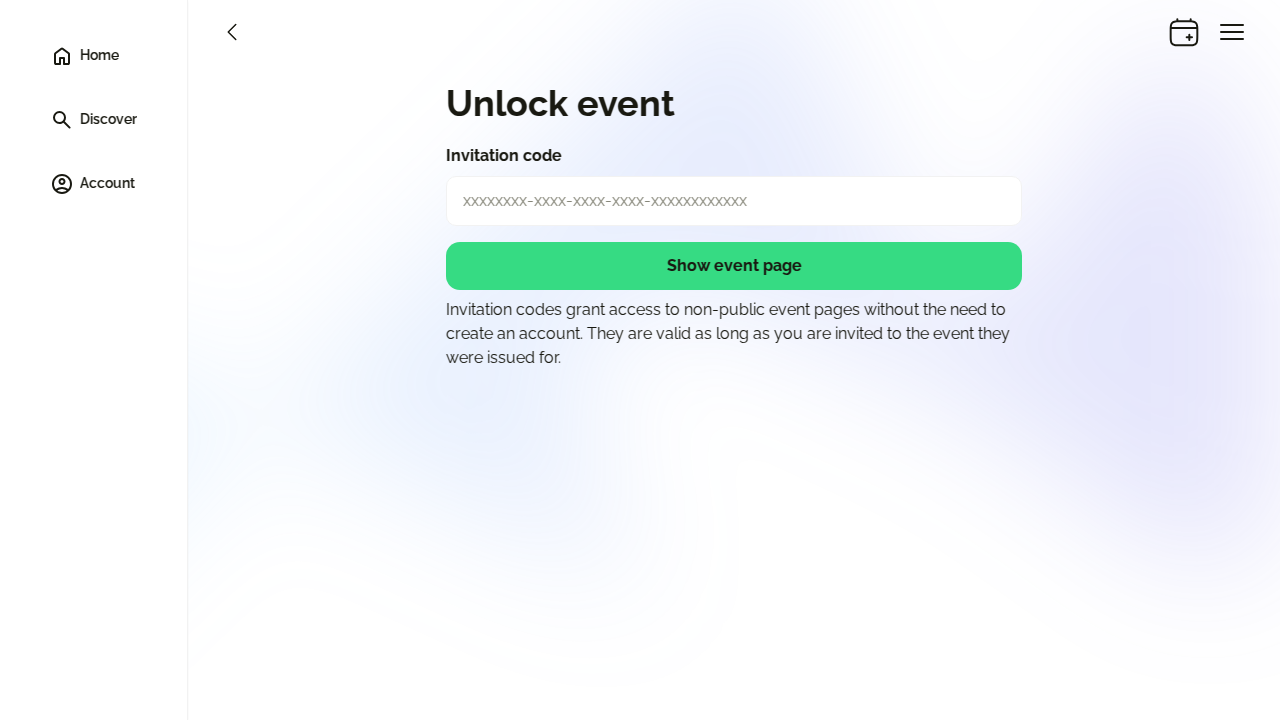 Home
Discover
Account
Unlock event
Invitation code
xxxxxxxx-xxxx-xxxx-xxxx-xxxxxxxxxxxx
Show event page
Invitation codes grant access to non-public event pages without the need to
create an account. They are valid as long as you are invited to the event they
were issued for.